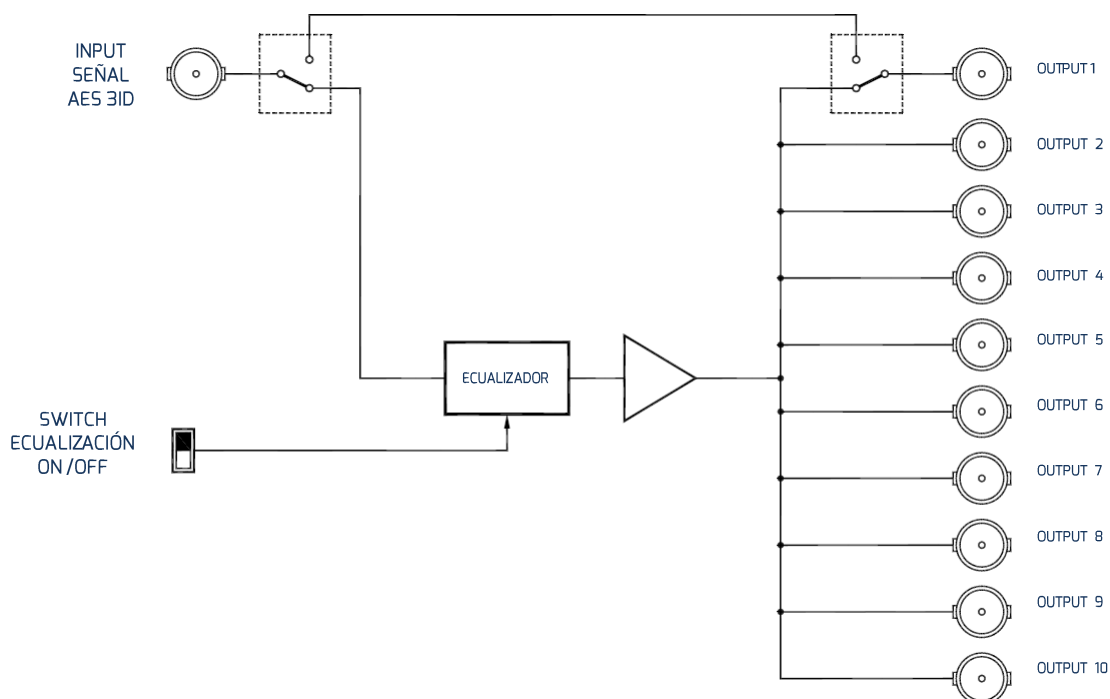 INPUT
SEÑAL
AES 3ID
OUTPUT 1
OUTPUT 2
OUTPUT 3
OUTPUT 4
OUTPUT 5
ECUALIZADOR
OUTPUT 6
SWITCH
ECUALIZACIÓN
ON/OFF
OUTPUT 7
OUTPUT 8
OUTPUT 9
OUTPUT 10